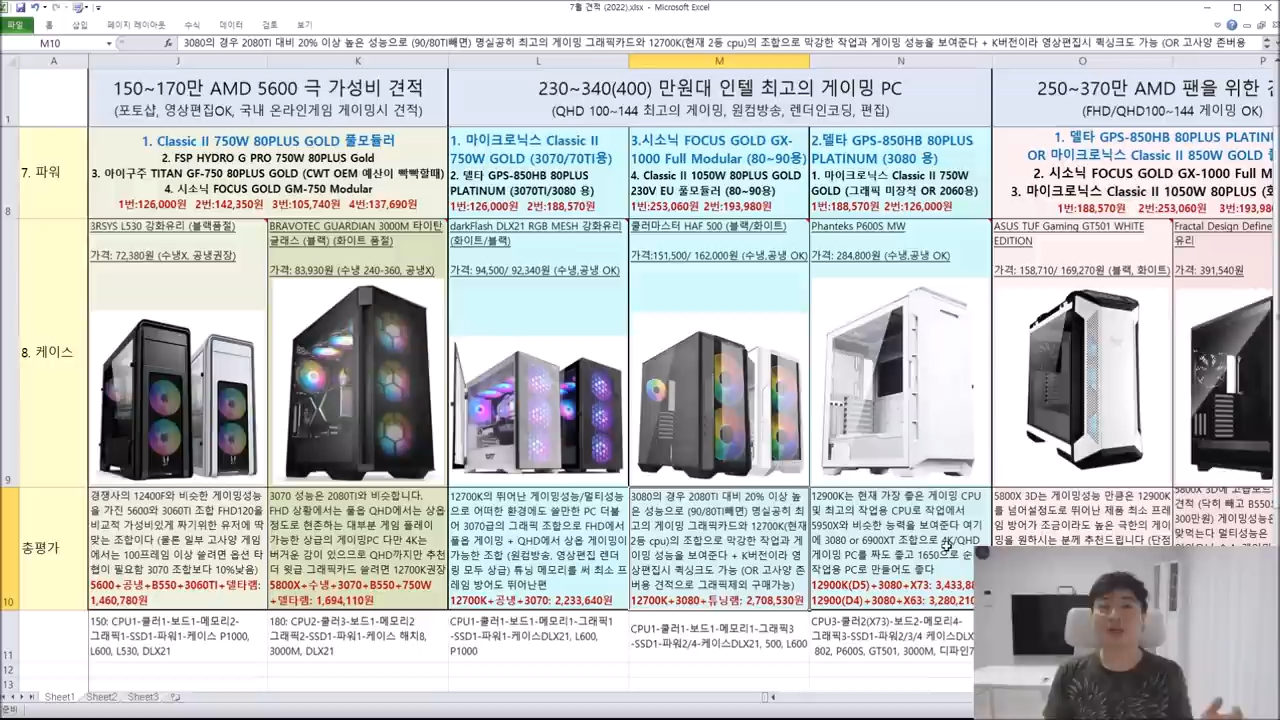 7월 견적 (2022).xlsx - Microsoft Excel
파일 홈 삽입 페이지 레이아웃 수식 데이터 검토 보기
M10 fx 3080의 경우 2080TI 대비 20% 이상 높은 성능으로 (90/80TI빼면) 명실공히 최고의 게이밍 그래픽카드와 12700K(현재 2등 cpu)의 조합으로 막강한 작업과 게이밍 성능을 보여준다 + K버전이라 영상편집시 퀵싱크도 가능 (OR 고사양 존버용
A J K L M N O P
1
150~170만 AMD 5600 극 가성비 견적
(포토샵, 영상편집OK, 국내 온라인게임 게이밍시 견적)
230~340(400) 만원대 인텔 최고의 게이밍 PC
(QHD 100~144 최고의 게이밍, 원컴방송, 렌더인코딩, 편집)
250~370만 AMD 팬을 위한
(FHD/QHD100~144 게이밍 OK)
7. 파워
8
1. Classic II 750W 80PLUS GOLD 풀모듈러
2. FSP HYDRO G PRO 750W 80PLUS Gold
3. 아이구주 TITAN GF-750 80PLUS GOLD (CWT OEM 예산이 빡빡할때)
4. 시소닉 FOCUS GOLD GM-750 Modular
1번:126,000원 2번:142,350원 3번:105,740원 4번:137,690원
1. 마이크로닉스 Classic II
750W GOLD (3070/70TI용)
2. 델타 GPS-850HB 80PLUS
PLATINUM (3070TI/3080 용)
1번:126,000원 2번:188,570원
3.시소닉 FOCUS GOLD GX-
1000 Full Modular (80~90용)
4. Classic II 1050W 80PLUS GOLD
230V EU 풀모듈러 (80~90용)
1번:253,060원 2번:193,980원
2.델타 GPS-850HB 80PLUS
PLATINUM (3080 용)
1. 마이크로닉스 Classic II 750W
GOLD (그래픽 미장착 OR 2060용)
1번:188,570원 2번:126,000원
1. 델타 GPS-850HB 80PLUS PLATINU
OR 마이크로닉스 Classic II 850W GOLD
2. 시소닉 FOCUS GOLD GX-1000 Full M
3. 마이크로닉스 Classic II 1050W 80PLUS (화
1번:188,570원 2번:253,060원 3번:193,98
8. 케이스
9
3RSYS L530 강화유리 (블랙품절)
가격: 72,380원 (수냉X, 공냉권장)
BRAVOTEC GUARDIAN 3000M 타이탄
글래스 (블랙) (화이트 품절)
가격: 83,930원 (수냉 240-360, 공냉X)
darkFlash DLX21 RGB MESH 강화유리
(화이트/블랙)
가격: 94,500/ 92,340원 (수냉,공냉 OK)
쿨러마스터 HAF 500 (블랙/화이트)
가격:151,500/ 162,000원 (수냉,공냉 OK)
Phanteks P600S MW
가격: 284,800원 (수냉,공냉 OK)
ASUS TUF Gaming GT501 WHITE
EDITION
가격: 158,710/ 169,270원 (블랙, 화이트)
Fractal Design Define
유리
가격: 391,540원
총평가
10
경쟁사의 12400F와 비슷한 게이밍성능
을 가진 5600와 3060TI 조합 FHD120을
비교적 가성비있게 짜기위한 유저에 딱
맞는 조합이다 (물론 일부 고사양 게임
에서는 100프레임 이상 쓸려면 옵션 타
협이 필요함 3070 조합보다 10%낮음)
5600+공냉+B550+3060TI+델타램:
1,460,780원
3070 성능은 2080TI와 비슷합니다.
FHD 상황에서는 풀옵 QHD에서는 상옵
정도로 현존하는 대부분 게임 플레이
가능한 상급의 게이밍PC 다만 4K는
버거운 감이 있으므로 QHD까지만 추천
더 윗급 그래픽카드 쓸려면 12700K권장
5800X+수냉+3070+B550+750W
+델타램: 1,694,110원
12700K의 뛰어난 게이밍성능/멀티성능
으로 어떠한 환경에도 쓸만한 PC 더불
어 3070급의 그래픽 조합으로 FHD에서
풀옵 게이밍 + QHD에서 상옵 게이밍이
가능한 조합 (원컴방송, 영상편집 렌더
링 모두 상급) 튜닝 메모리를 써 최소 프
레임 방어도 뛰어난편
12700K+공냉+3070: 2,233,640원
3080의 경우 2080TI 대비 20% 이상 높
은 성능으로 (90/80TI빼면) 명실공히 최
고의 게이밍 그래픽카드와 12700K(현재
2등 cpu)의 조합으로 막강한 작업과 게
이밍 성능을 보여준다 + K버전이라 영
상편집시 퀵싱크도 가능 (OR 고사양 존
버용 견적으로 그래픽제외 구매가능)
12700K+3080+튜닝램: 2,708,530원
12900K는 현재 가장 좋은 게이밍 CPU
및 최고의 작업용 CPU로 작업에서
5950X와 비슷한 능력을 보여준다 여기
에 3080 or 6900XT 조합으로 4K/QHD
게이밍 PC를 짜도 좋고 1650으로 순
작업용 PC로 만들어도 좋다
12900K(D5)+3080+X73: 3,433,88
12900(D4)+3080+X63: 3,280,210
5800X 3D는 게이밍 성능 만큼은 12900K
를 넘어설정도로 뛰어난 제품 최소 프레
임 방어가 조금이라도 높은 극한의 게이
밍을 원하시는 분께 추천드립니다 (단점
5800X 3D에 고급보드
견적 (닥히 빼고 B550
300만원) 게이밍성능은
11
150: CPU1-쿨러1-보드1-메모리1-
그래픽1-SSD1-파워1-케이스 P1000,
L600, L530, DLX21
180: CPU2-쿨러3-보드1-메모리2
그래픽2-SSD1-파워1-케이스 해치8,
3000M, DLX21
CPU1-쿨러1-보드1-메모리1-그래픽1
-SSD1-파워1-케이스DLX21, L600,
P1000
CPU1-쿨러1-보드1-메모리1-그래픽3
-SSD1-파워2/4-케이스DLX21, 500, L600
CPU3-쿨러2(X73)-보드2-메모리4-
그래픽3-SSD1-파워2/3/4 케이스DLX
802, P600S, GT501, 3000M, 디파인7
12
13
Sheet1 Sheet2 Sheet3
준비